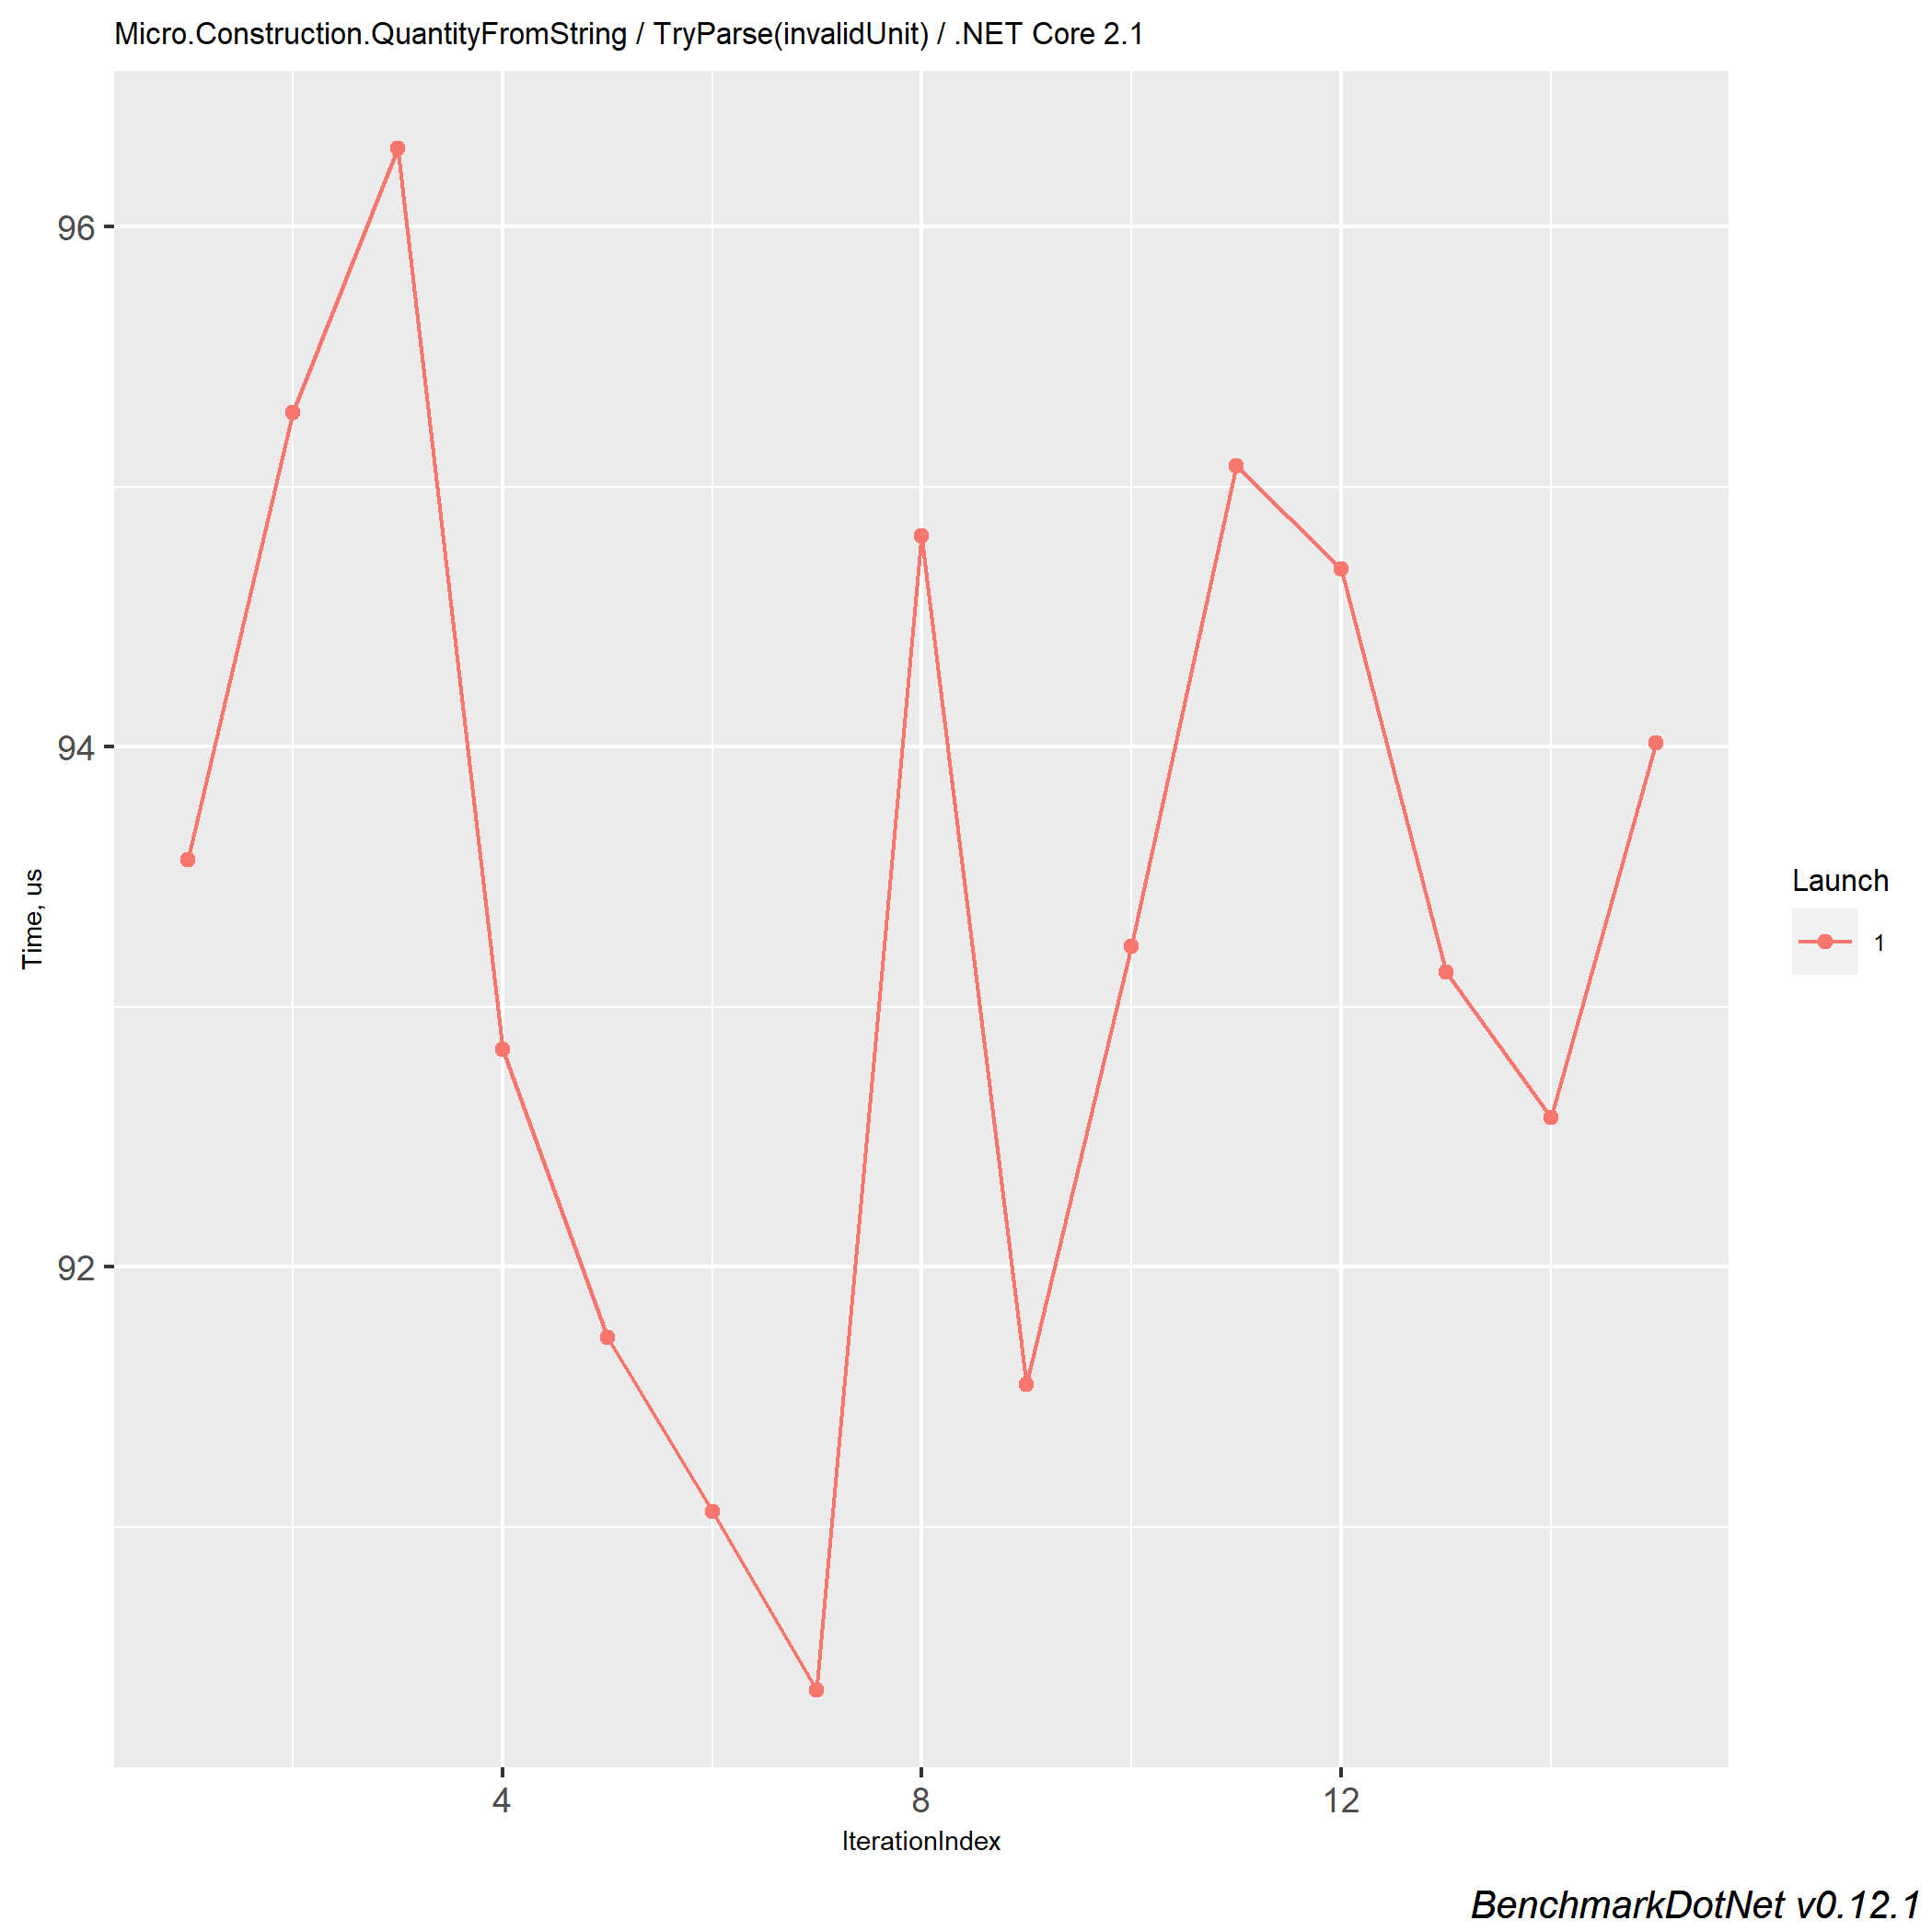 Micro.Construction.QuantityFromString / TryParse(invalidUnit) / .NET Core 2.1
96
94
92
Time, us
4 8 12
IterationIndex
Launch
1
BenchmarkDotNet v0.12.1